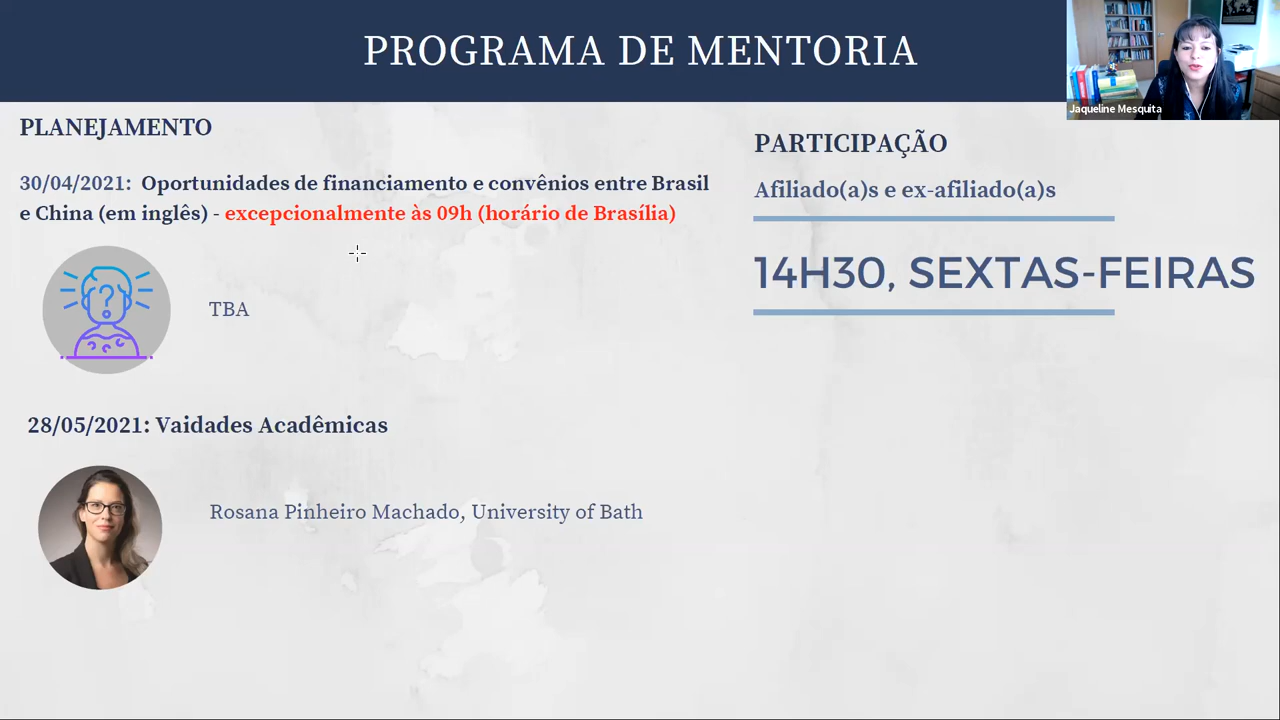 PROGRAMA DE MENTORIA
Jaqueline Mesquita
PLANEJAMENTO
30/04/2021: Oportunidades de financiamento e convênios entre Brasil
e China (em inglês) - excepcionalmente às 09h (horário de Brasília)
TBA
28/05/2021: Vaidades Acadêmicas
Rosana Pinheiro Machado, University of Bath
PARTICIPAÇÃO
Afiliado(a)s e ex-afiliado(a)s
14H30, SEXTAS-FEIRAS